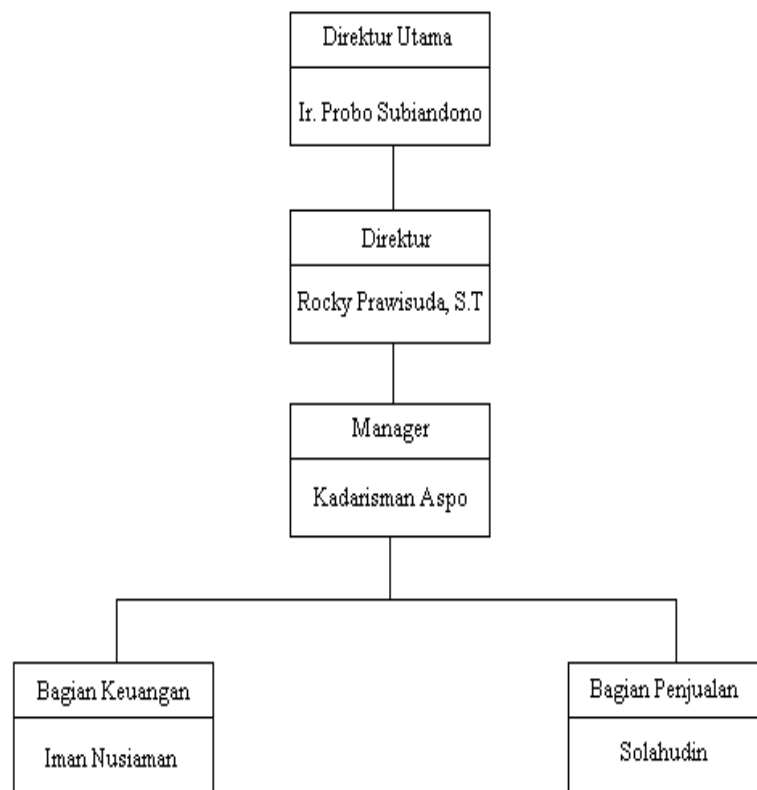 Direktur Utama
Ir. Probo Subiandono
Direktur
Rocky Prawisuda, S.T
Manager
Kadarisman Aspo
Bagian Keuangan
Iman Nusiaman
Bagian Penjualan
Solahudin